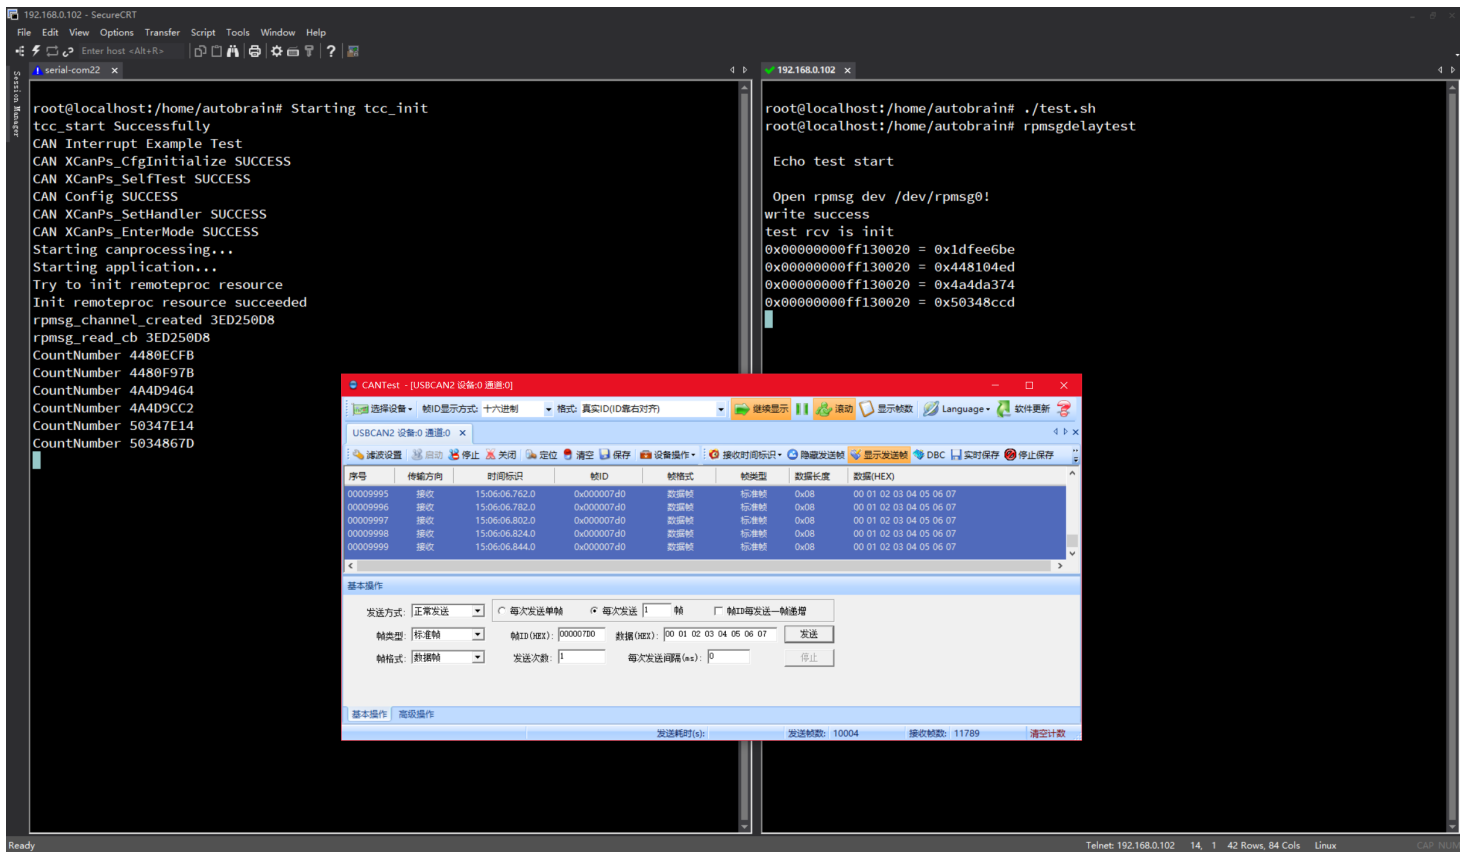 192.168.0.102 - SecureCRT
File Edit View Options Transfer Script Tools Window Help
Enter host <Alt+R>
Session Manager
serial-com22
192.168.0.102
root@localhost:/home/autobrain# Starting tcc_init
tcc_start Successfully
CAN Interrupt Example Test
CAN XCanPs_CfgInitialize SUCCESS
CAN XCanPs_SelfTest SUCCESS
CAN Config SUCCESS
CAN XCanPs_SetHandler SUCCESS
CAN XCanPs_EnterMode SUCCESS
Starting canprocessing...
Starting application...
Try to init remoteproc resource
Init remoteproc resource succeeded
rpmsg_channel_created 3ED250D8
rpmsg_read_cb 3ED250D8
CountNumber 4480ECFB
CountNumber 4480F97B
CountNumber 4A4D9464
CountNumber 4A4D9CC2
CountNumber 50347E14
CountNumber 5034867D
root@localhost:/home/autobrain# ./test.sh
root@localhost:/home/autobrain# rpmsgdelaytest
Echo test start
Open rpmsg dev /dev/rpmsg0!
write success
test rcv is init
0x00000000ff130020 = 0x1dfee6be
0x00000000ff130020 = 0x448104ed
0x00000000ff130020 = 0x4a4da374
0x00000000ff130020 = 0x50348ccd
CANTest - [USBCAN2 设备:0 通道:0]
选择设备 帧ID显示方式: 十六进制 格式: 真实ID(ID靠右对齐) 继续显示 滚动 显示帧数 Language 软件更新
USBCAN2 设备:0 通道:0
滤波设置 启动 停止 关闭 定位 清空 保存 设备操作 接收时间标识 隐藏发送帧 显示发送帧 DBC 实时保存 停止保存
序号 传输方向 时间标识 帧ID 帧格式 帧类型 数据长度 数据(HEX)
00009995 接收 15:06:06.762.0 0x000007d0 数据帧 标准帧 0x08 00 01 02 03 04 05 06 07
00009996 接收 15:06:06.782.0 0x000007d0 数据帧 标准帧 0x08 00 01 02 03 04 05 06 07
00009997 接收 15:06:06.802.0 0x000007d0 数据帧 标准帧 0x08 00 01 02 03 04 05 06 07
00009998 接收 15:06:06.824.0 0x000007d0 数据帧 标准帧 0x08 00 01 02 03 04 05 06 07
00009999 接收 15:06:06.844.0 0x000007d0 数据帧 标准帧 0x08 00 01 02 03 04 05 06 07
基本操作
发送方式: 正常发送 每次发送单帧 每次发送 1 帧 帧ID每发送一帧递增
帧类型: 标准帧 帧ID(HEX): 000007D0 数据(HEX): 00 01 02 03 04 05 06 07 发送
帧格式: 数据帧 发送次数: 1 每次发送间隔(ms): 0 停止
基本操作 高级操作
发送耗时(s): 发送帧数: 10004 接收帧数: 11789 清空计数
Ready Telnet: 192.168.0.102 14, 1 42 Rows, 84 Cols Linux CAP NUM